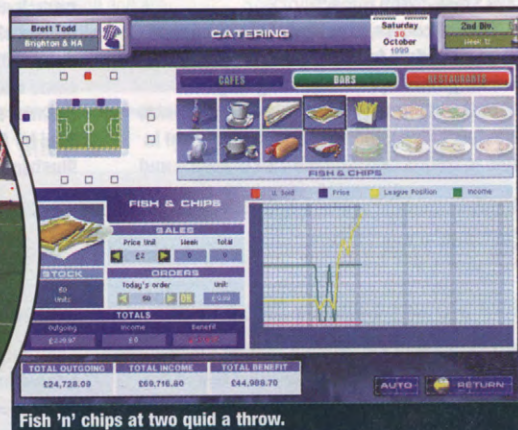 Brett Todd
Brighton & HA
CATERING
Saturday
30
October
1999
2nd Div.
CAFES
BARS
RESTAURANTS
FISH & CHIPS
Price
League Position
Income
FISH & CHIPS
SALES
Price Unit
Week
Total
£2
0
0
STOCK
60
Units
ORDERS
Today's order
Unit:
60
OK
TOTALS
Outgoing
Income
Benefit
£0
TOTAL OUTGOING
TOTAL INCOME
TOTAL BENEFIT
£24,728.09
£69,716.80
£44,988.70
AUTO
RETURN
Fish 'n' chips at two quid a throw.